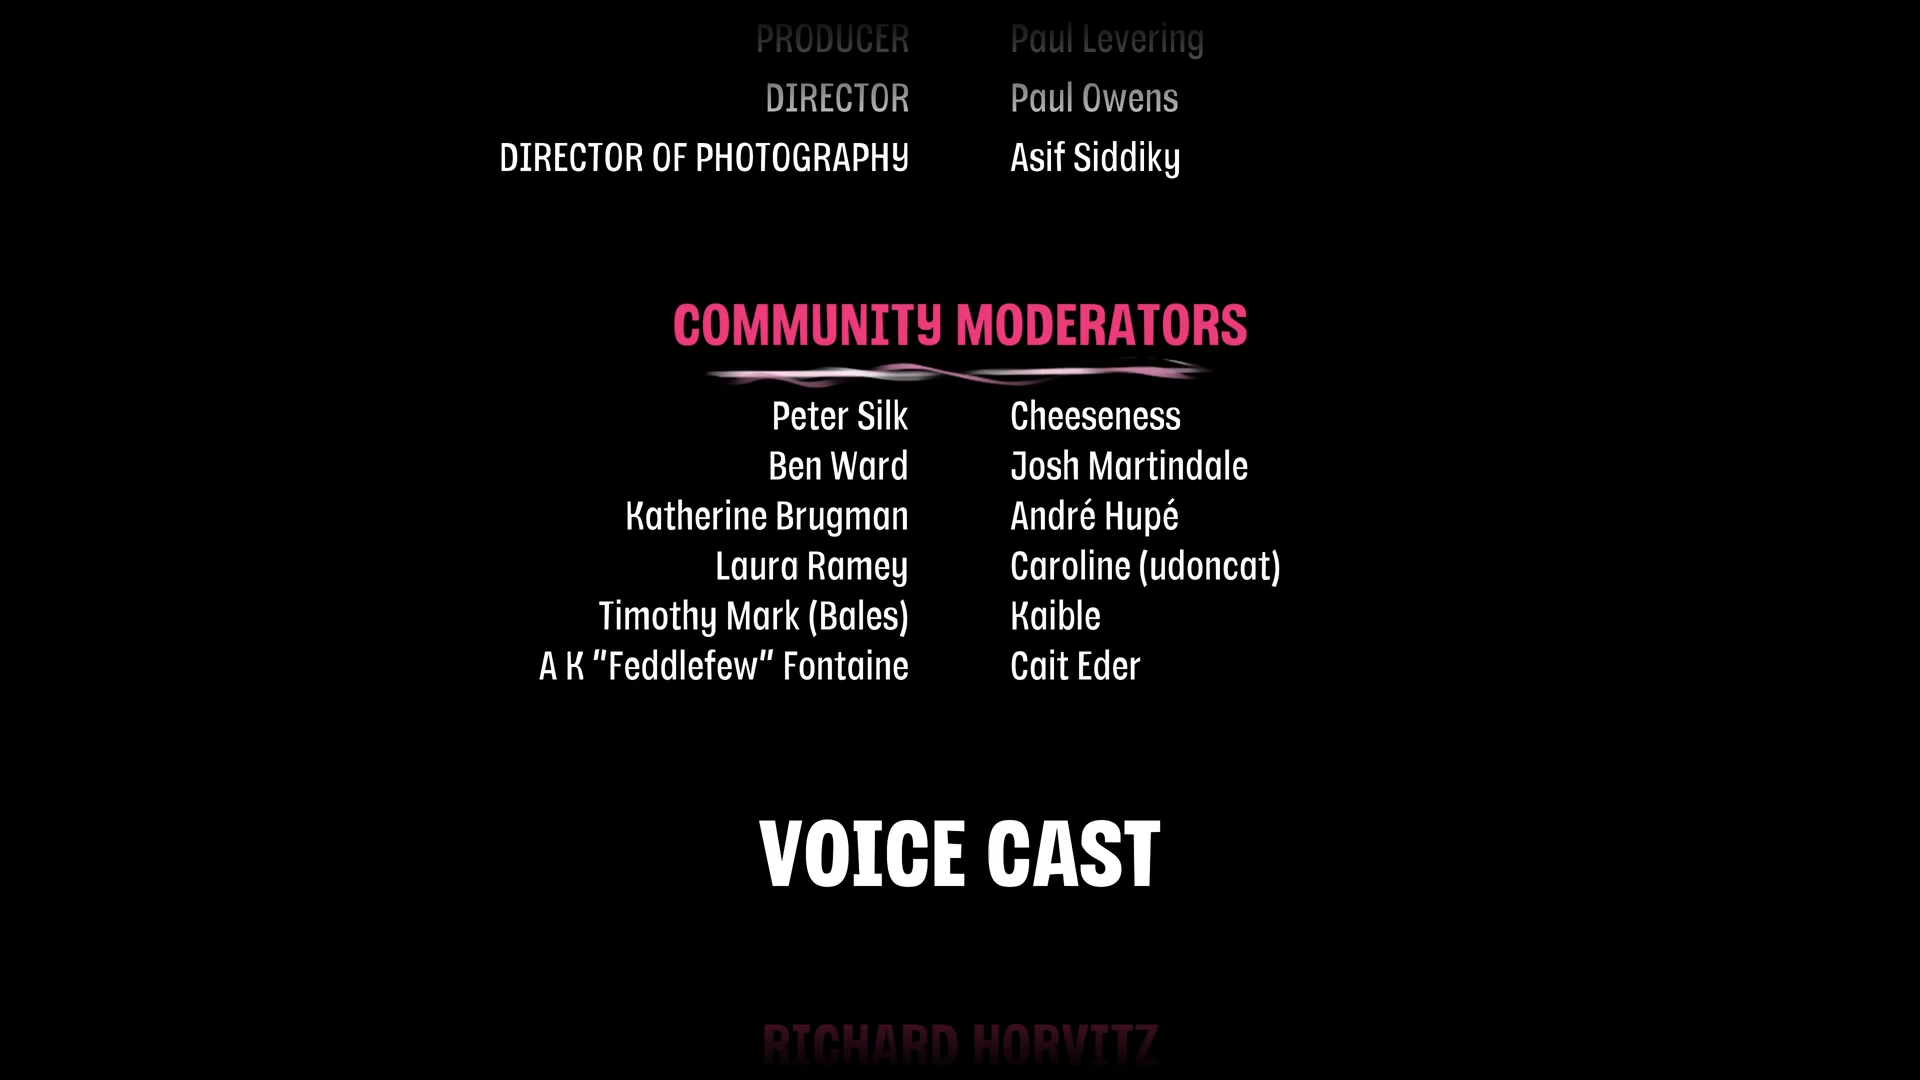 PRODUCER Paul Levering
DIRECTOR Paul Owens
DIRECTOR OF PHOTOGRAPHY Asif Siddiky
COMMUNITY MODERATORS
Peter Silk Cheeseness
Ben Ward Josh Martindale
Katherine Brugman André Hupé
Laura Ramey Caroline (udoncat)
Timothy Mark (Bales) Kaible
A K "Feddlefew" Fontaine Cait Eder
VOICE CAST
RICHARD HORVITZ